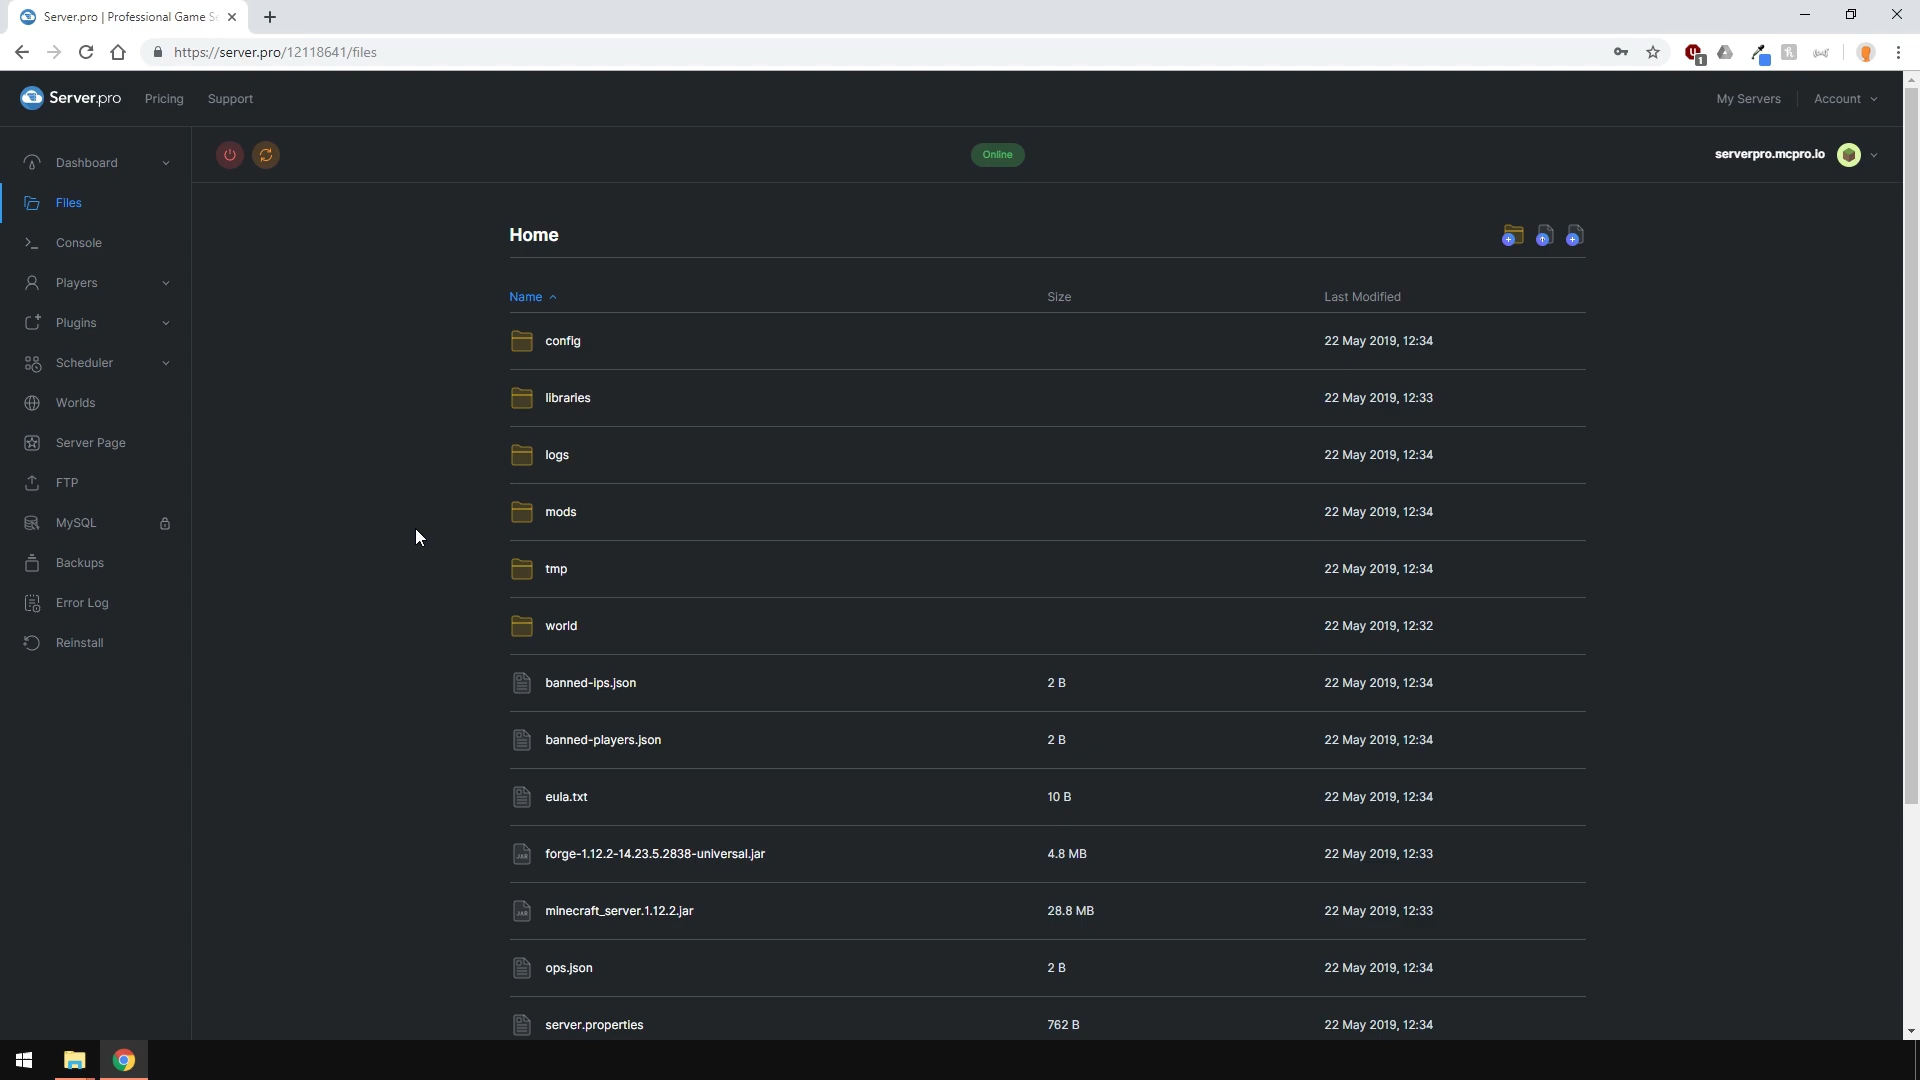 Server.pro | Professional Game Se
https://server.pro/12118641/files
1
Server.pro
Pricing
Support
My Servers
Account
Dashboard
Online
serverpro.mcpro.io
Files
Console
Players
Plugins
Scheduler
Worlds
Server Page
FTP
MySQL
Backups
Error Log
Reinstall
Home
Name
Size
Last Modified
config
22 May 2019, 12:34
libraries
22 May 2019, 12:33
logs
22 May 2019, 12:34
mods
22 May 2019, 12:34
tmp
22 May 2019, 12:34
world
22 May 2019, 12:32
banned-ips.json
2 B
22 May 2019, 12:34
banned-players.json
2 B
22 May 2019, 12:34
eula.txt
10 B
22 May 2019, 12:34
JAR
forge-1.12.2-14.23.5.2838-universal.jar
4.8 MB
22 May 2019, 12:33
JAR
minecraft_server.1.12.2.jar
28.8 MB
22 May 2019, 12:33
ops.json
2 B
22 May 2019, 12:34
server.properties
762 B
22 May 2019, 12:34